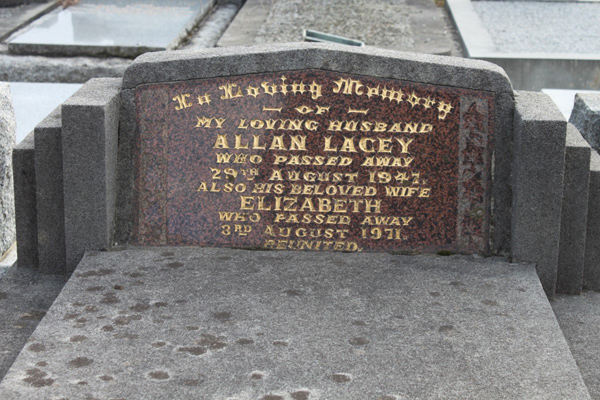 In Loving Memory
— OF —
MY LOVING HUSBAND
ALLAN LACEY
WHO PASSED AWAY
29TH AUGUST 1947.
ALSO HIS BELOVED WIFE
ELIZABETH
WHO PASSED AWAY
3RD AUGUST 1971.
REUNITED.